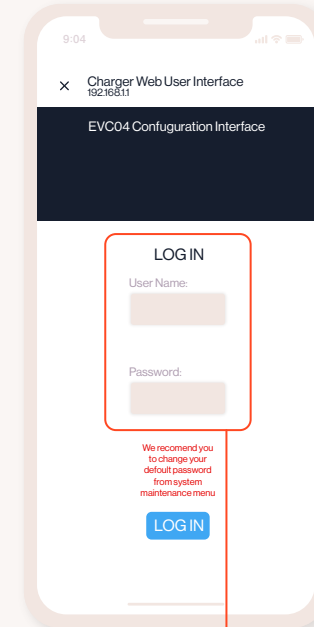 9:04
Charger Web User Interface
192.168.1.1
EVC04 Confuguration Interface
LOG IN
User Name:
Password:
We recomend you
to change your
defoult password
from system
maintenance menu
LOG IN